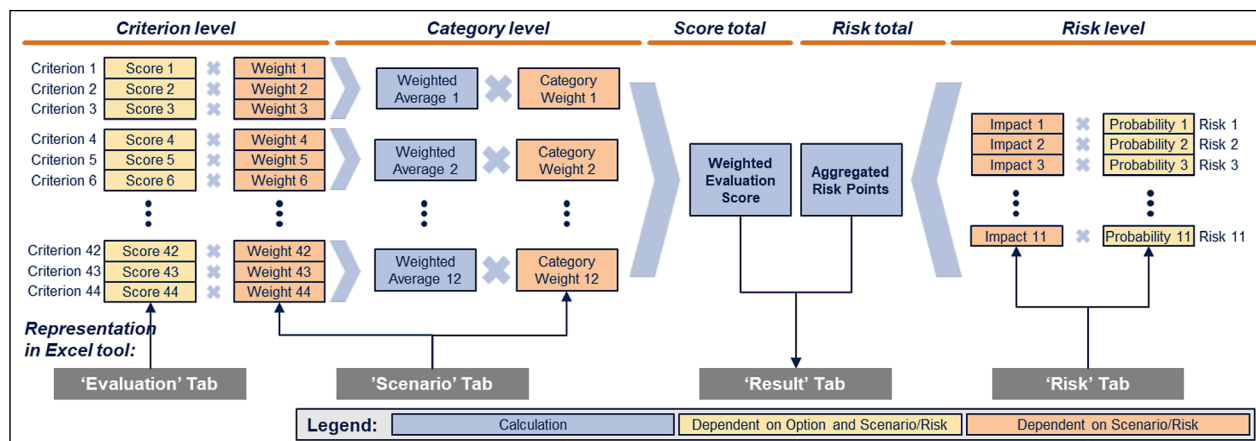 Criterion level
Category level
Score total
Risk total
Risk level
Criterion 1 Score 1 Weight 1
Criterion 2 Score 2 Weight 2
Criterion 3 Score 3 Weight 3
Criterion 4 Score 4 Weight 4
Criterion 5 Score 5 Weight 5
Criterion 6 Score 6 Weight 6
Criterion 42 Score 42 Weight 42
Criterion 43 Score 43 Weight 43
Criterion 44 Score 44 Weight 44
Weighted
Average 1
Category
Weight 1
Weighted
Average 2
Category
Weight 2
Weighted
Average 12
Category
Weight 12
Weighted
Evaluation
Score
Aggregated
Risk Points
Impact 1 Probability 1 Risk 1
Impact 2 Probability 2 Risk 2
Impact 3 Probability 3 Risk 3
Impact 11 Probability 11 Risk 11
Representation
in Excel tool:
'Evaluation' Tab
'Scenario' Tab
'Result' Tab
'Risk' Tab
Legend:
Calculation
Dependent on Option and Scenario/Risk
Dependent on Scenario/Risk